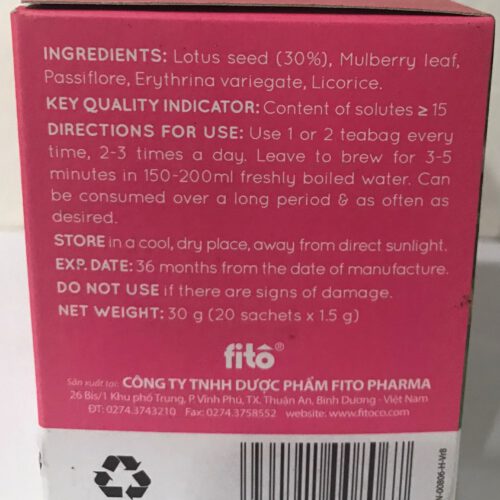 INGREDIENTS: Lotus seed (30%), Mulberry leaf,
Passiflore, Erythrina variegate, Licorice.
KEY QUALITY INDICATOR: Content of solutes ≥ 15
DIRECTIONS FOR USE: Use 1 or 2 teabag every
time, 2-3 times a day. Leave to brew for 3-5
minutes in 150-200ml freshly boiled water. Can
be consumed over a long period & as often as
desired.
STORE in a cool, dry place, away from direct sunlight.
EXP. DATE: 36 months from the date of manufacture.
DO NOT USE if there are signs of damage.
NET WEIGHT: 30 g (20 sachets x 1.5 g)
fitô®
Sản xuất tại: CÔNG TY TNHH DƯỢC PHẨM FITO PHARMA
26 Bis/1 Khu phố Trung, P. Vĩnh Phú, TX. Thuận An, Bình Dương - Việt Nam
ĐT: 0274.3743210 Fax: 0274.3758552 website: www.fitoco.com
N-00806-H-Vr8